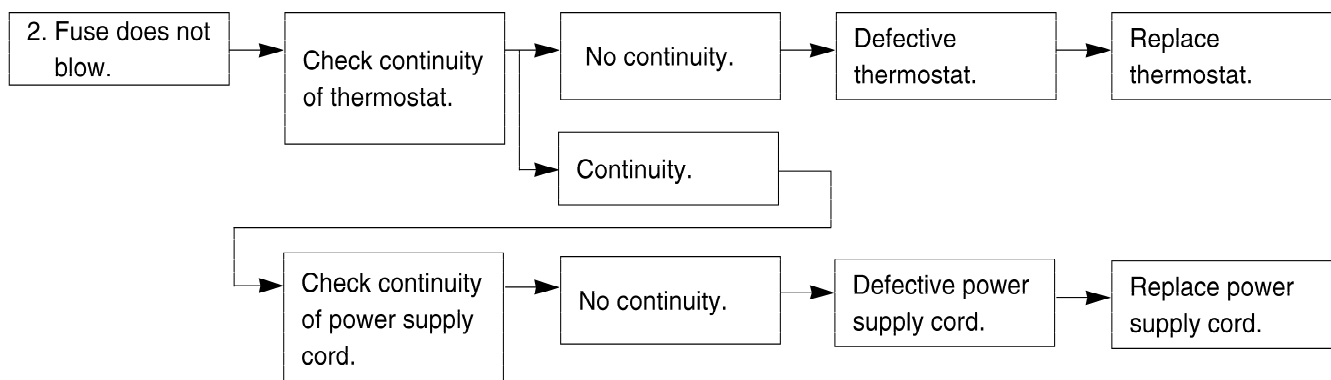 2. Fuse does not
blow.
Check continuity
of thermostat.
No continuity.
Defective
thermostat.
Replace
thermostat.
Continuity.
Check continuity
of power supply
cord.
No continuity.
Defective power
supply cord.
Replace power
supply cord.